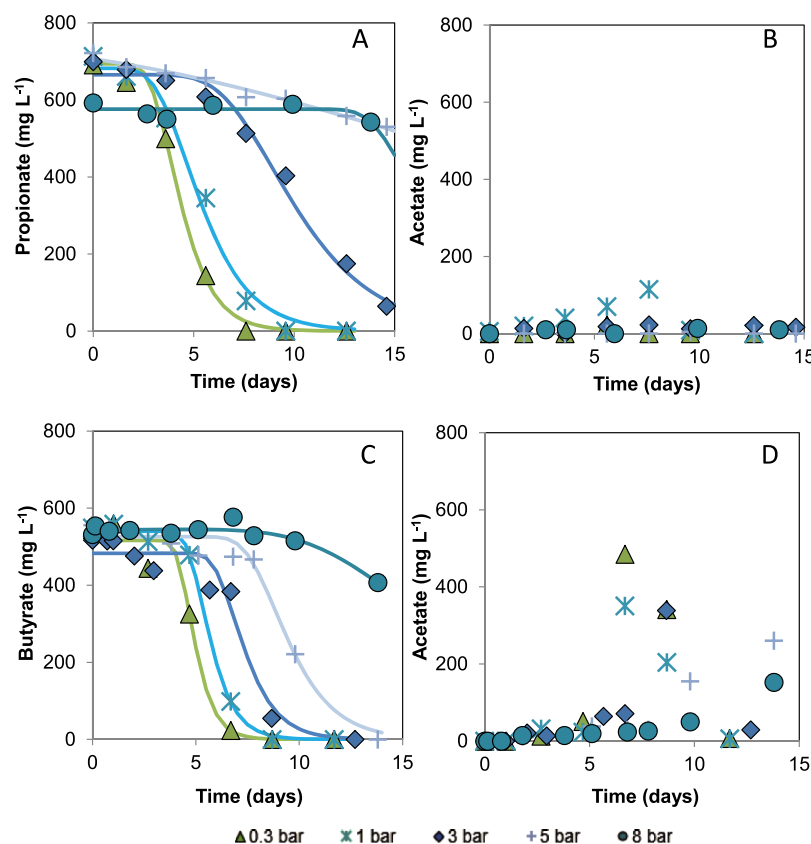 A
800
600
400
200
0
Propionate (mg L⁻¹)
0 5 10 15
Time (days)
B
800
600
400
200
0
Acetate (mg L⁻¹)
0 5 10 15
Time (days)
C
800
600
400
200
0
Butyrate (mg L⁻¹)
0 5 10 15
Time (days)
D
800
600
400
200
0
Acetate (mg L⁻¹)
0 5 10 15
Time (days)
0.3 bar 1 bar 3 bar 5 bar 8 bar